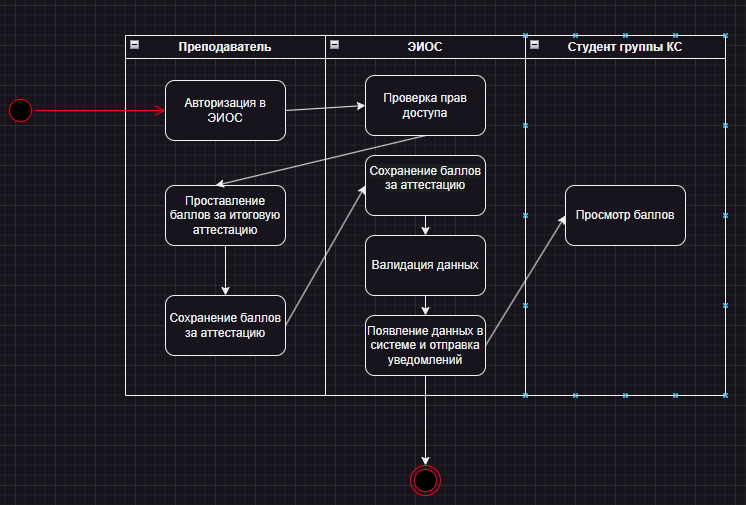 Преподаватель
ЭИОС
Студент группы КС
Авторизация в
ЭИОС
Проверка прав
доступа
Проставление
баллов за итоговую
аттестацию
Сохранение баллов
за аттестацию
Сохранение баллов
за аттестацию
Валидация данных
Появление данных в
системе и отправка
уведомлений
Просмотр баллов